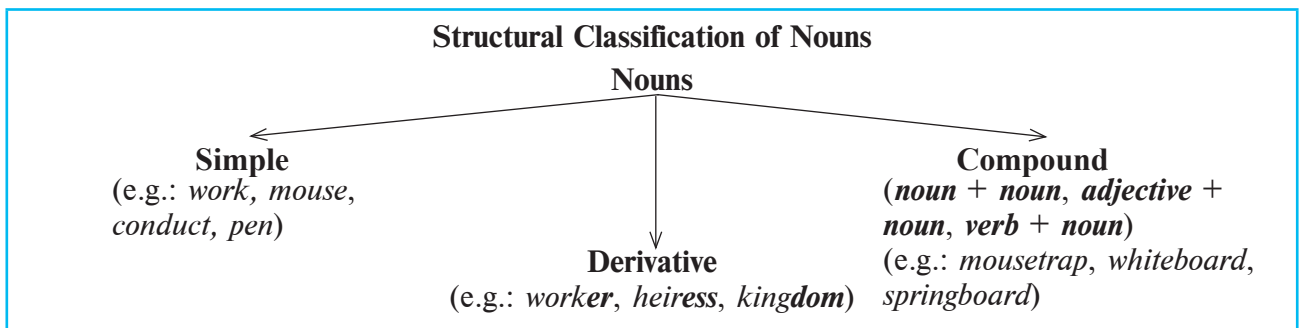 Structural Classification of Nouns
Nouns
Simple
(e.g.: work, mouse,
conduct, pen)
Derivative
(e.g.: worker, heiress, kingdom)
Compound
(noun + noun, adjective +
noun, verb + noun)
(e.g.: mousetrap, whiteboard,
springboard)